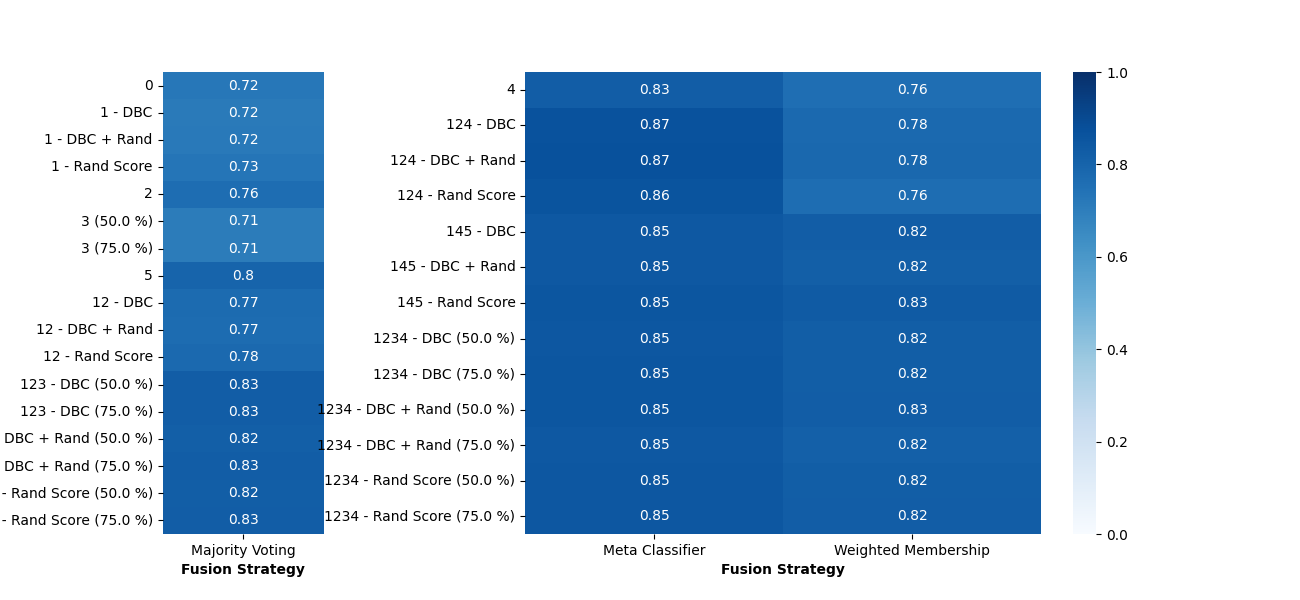 0 0.72
1 - DBC 0.72
1 - DBC + Rand 0.72
1 - Rand Score 0.73
2 0.76
3 (50.0 %) 0.71
3 (75.0 %) 0.71
5 0.8
12 - DBC 0.77
12 - DBC + Rand 0.77
12 - Rand Score 0.78
123 - DBC (50.0 %) 0.83
123 - DBC (75.0 %) 0.83
DBC + Rand (50.0 %) 0.82
DBC + Rand (75.0 %) 0.83
- Rand Score (50.0 %) 0.82
- Rand Score (75.0 %) 0.83
Majority Voting
Fusion Strategy
4 0.83 0.76
124 - DBC 0.87 0.78
124 - DBC + Rand 0.87 0.78
124 - Rand Score 0.86 0.76
145 - DBC 0.85 0.82
145 - DBC + Rand 0.85 0.82
145 - Rand Score 0.85 0.83
1234 - DBC (50.0 %) 0.85 0.82
1234 - DBC (75.0 %) 0.85 0.82
1234 - DBC + Rand (50.0 %) 0.85 0.83
1234 - DBC + Rand (75.0 %) 0.85 0.82
1234 - Rand Score (50.0 %) 0.85 0.82
1234 - Rand Score (75.0 %) 0.85 0.82
Meta Classifier Weighted Membership
Fusion Strategy
1.0
0.8
0.6
0.4
0.2
0.0